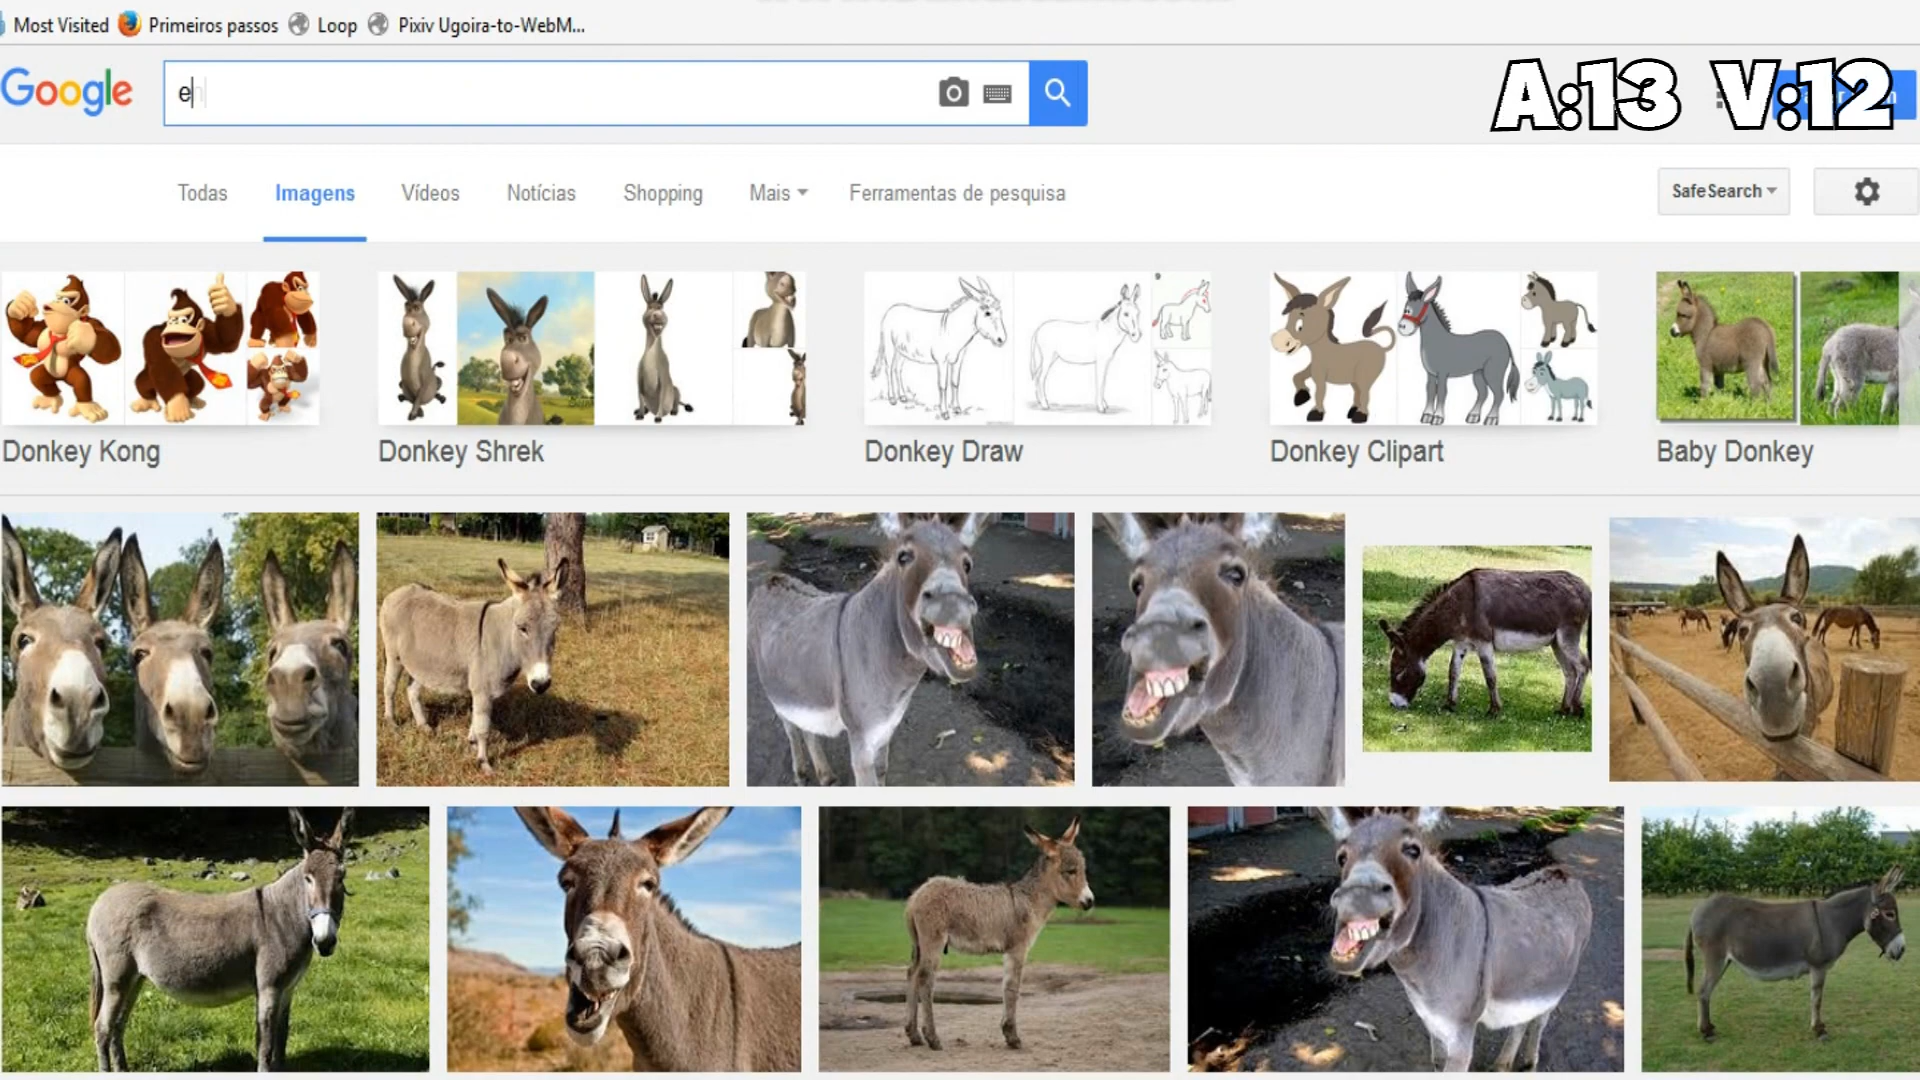 Most Visited Primeiros passos Loop Pixiv Ugoira-to-WebM...
Google e A:13 V:12
Todas Imagens Vídeos Notícias Shopping Mais Ferramentas de pesquisa SafeSearch
Donkey Kong Donkey Shrek Donkey Draw Donkey Clipart Baby Donkey